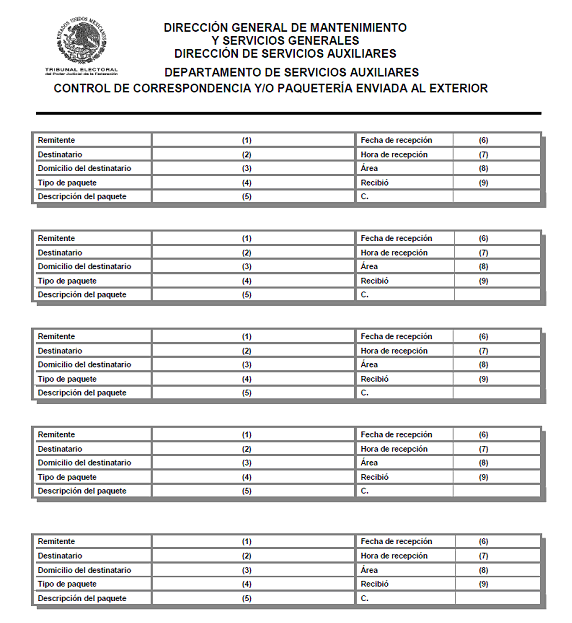 ESTADOS UNIDOS MEXICANOS
TRIBUNAL ELECTORAL
del Poder Judicial de la Federación
DIRECCIÓN GENERAL DE MANTENIMIENTO
Y SERVICIOS GENERALES
DIRECCIÓN DE SERVICIOS AUXILIARES
DEPARTAMENTO DE SERVICIOS AUXILIARES
CONTROL DE CORRESPONDENCIA Y/O PAQUETERÍA ENVIADA AL EXTERIOR
Remitente (1) Fecha de recepción (6)
Destinatario (2) Hora de recepción (7)
Domicilio del destinatario (3) Área (8)
Tipo de paquete (4) Recibió (9)
Descripción del paquete (5) C.
Remitente (1) Fecha de recepción (6)
Destinatario (2) Hora de recepción (7)
Domicilio del destinatario (3) Área (8)
Tipo de paquete (4) Recibió (9)
Descripción del paquete (5) C.
Remitente (1) Fecha de recepción (6)
Destinatario (2) Hora de recepción (7)
Domicilio del destinatario (3) Área (8)
Tipo de paquete (4) Recibió (9)
Descripción del paquete (5) C.
Remitente (1) Fecha de recepción (6)
Destinatario (2) Hora de recepción (7)
Domicilio del destinatario (3) Área (8)
Tipo de paquete (4) Recibió (9)
Descripción del paquete (5) C.
Remitente (1) Fecha de recepción (6)
Destinatario (2) Hora de recepción (7)
Domicilio del destinatario (3) Área (8)
Tipo de paquete (4) Recibió (9)
Descripción del paquete (5) C.